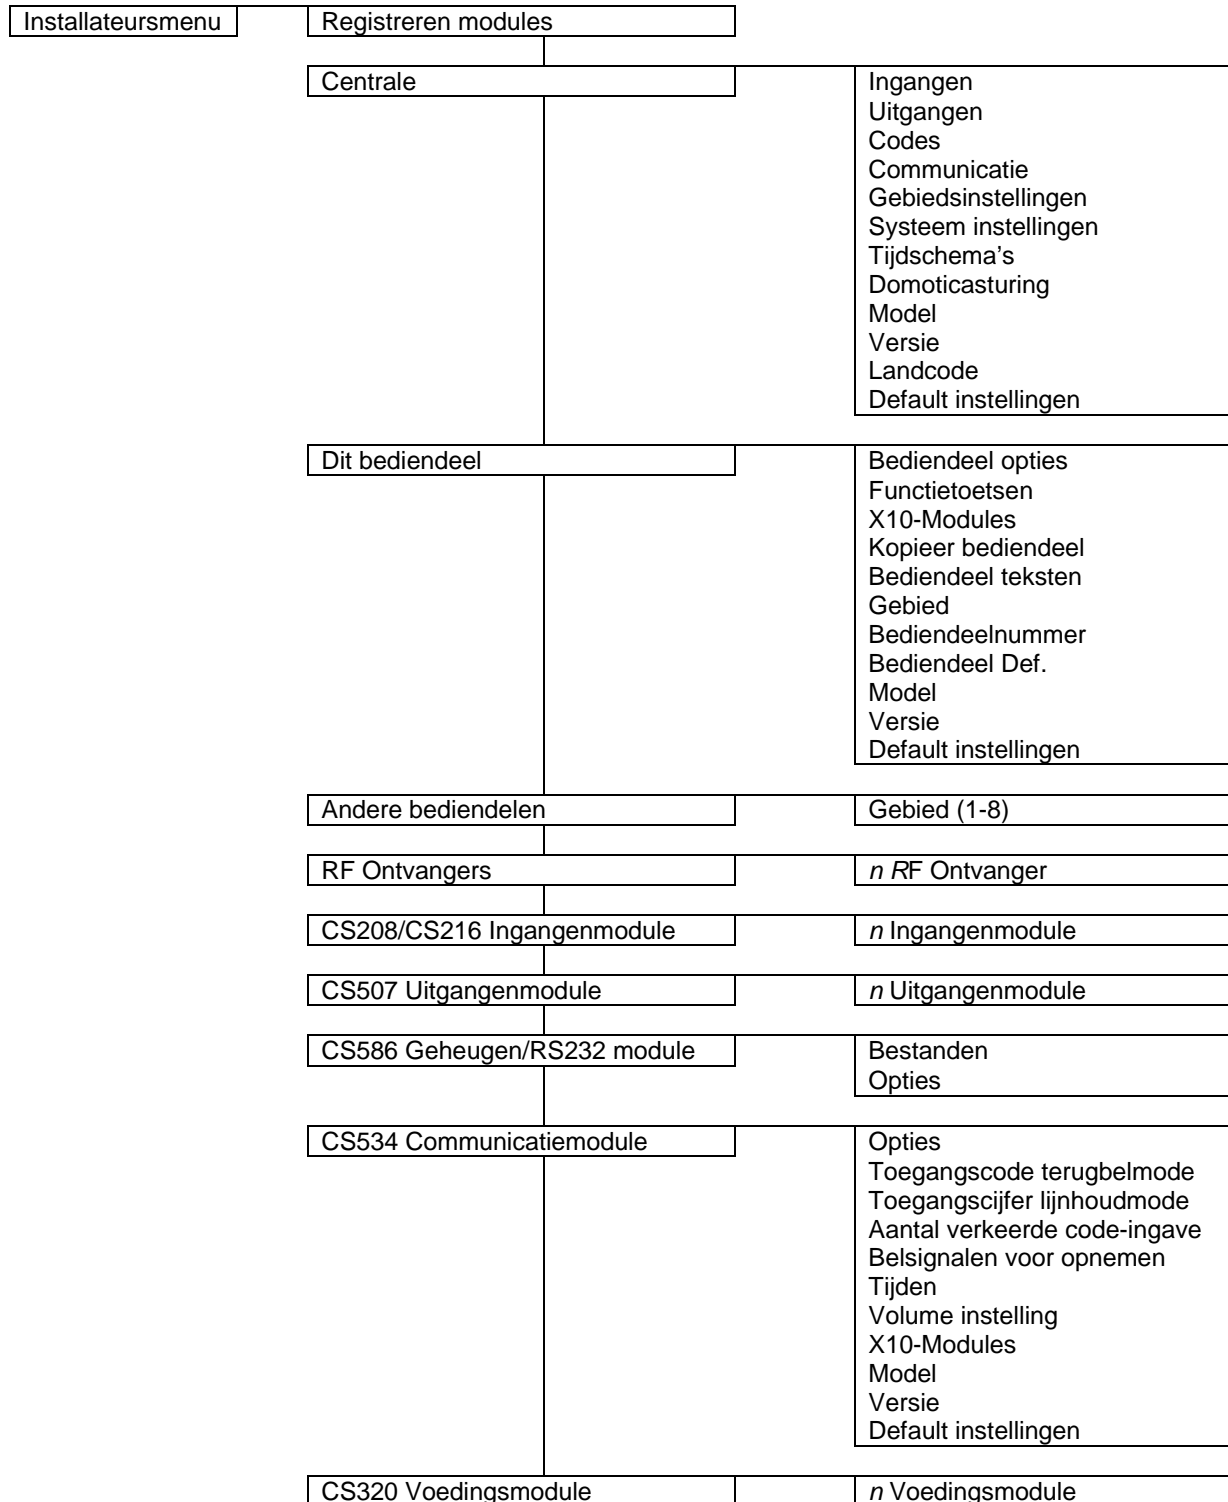 Installateursmenu
Registreren modules
Centrale
Ingangen
Uitgangen
Codes
Communicatie
Gebiedsinstellingen
Systeem instellingen
Tijdschema’s
Domoticasturing
Model
Versie
Landcode
Default instellingen
Dit bediendeel
Bediendeel opties
Functietoetsen
X10-Modules
Kopieer bediendeel
Bediendeel teksten
Gebied
Bediendeelnummer
Bediendeel Def.
Model
Versie
Default instellingen
Andere bediendelen
Gebied (1-8)
RF Ontvangers
n RF Ontvanger
CS208/CS216 Ingangenmodule
n Ingangenmodule
CS507 Uitgangenmodule
n Uitgangenmodule
CS586 Geheugen/RS232 module
Bestanden
Opties
CS534 Communicatiemodule
Opties
Toegangscode terugbelmode
Toegangscijfer lijnhoudmode
Aantal verkeerde code-ingave
Belsignalen voor opnemen
Tijden
Volume instelling
X10-Modules
Model
Versie
Default instellingen
CS320 Voedingsmodule
n Voedingsmodule